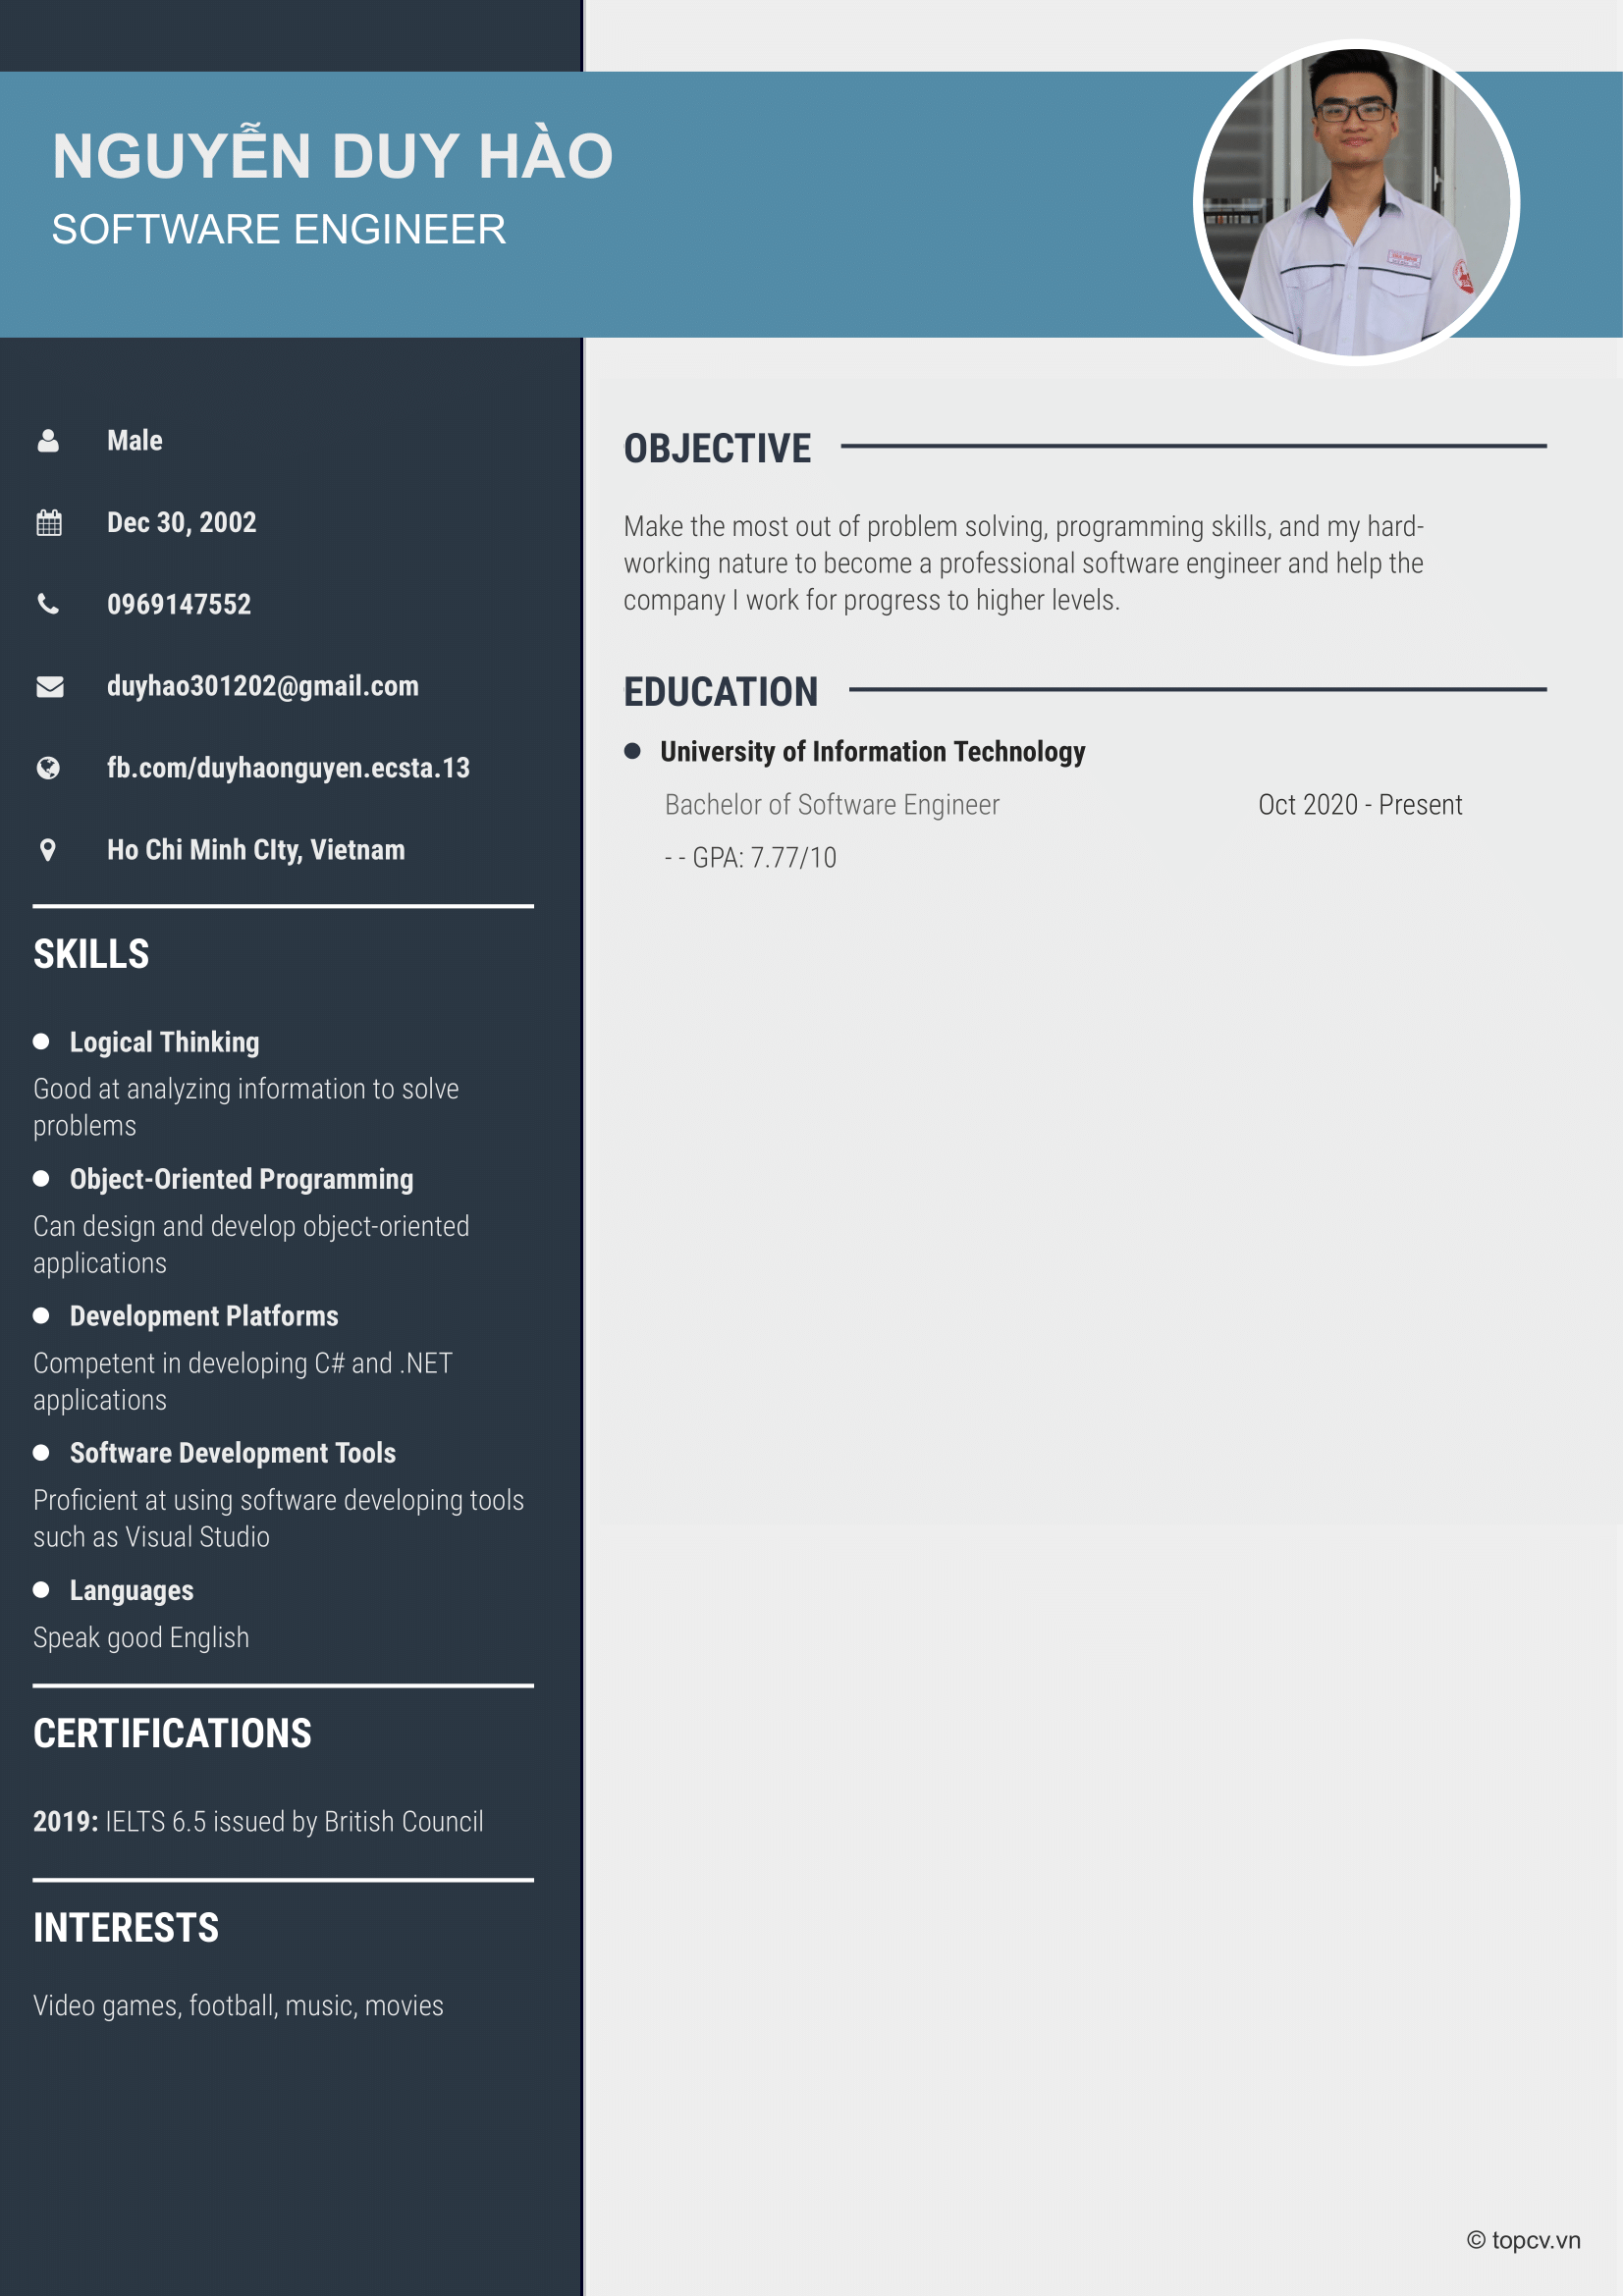 NGUYỄN DUY HÀO
SOFTWARE ENGINEER
Male
Dec 30, 2002
0969147552
duyhao301202@gmail.com
fb.com/duyhaonguyen.ecsta.13
Ho Chi Minh CIty, Vietnam
SKILLS
Logical Thinking
Good at analyzing information to solve
problems
Object-Oriented Programming
Can design and develop object-oriented
applications
Development Platforms
Competent in developing C# and .NET
applications
Software Development Tools
Proficient at using software developing tools
such as Visual Studio
Languages
Speak good English
CERTIFICATIONS
2019: IELTS 6.5 issued by British Council
INTERESTS
Video games, football, music, movies
OBJECTIVE
Make the most out of problem solving, programming skills, and my hard-
working nature to become a professional software engineer and help the
company I work for progress to higher levels.
EDUCATION
University of Information Technology
Bachelor of Software Engineer Oct 2020 - Present
- - GPA: 7.77/10
© topcv.vn